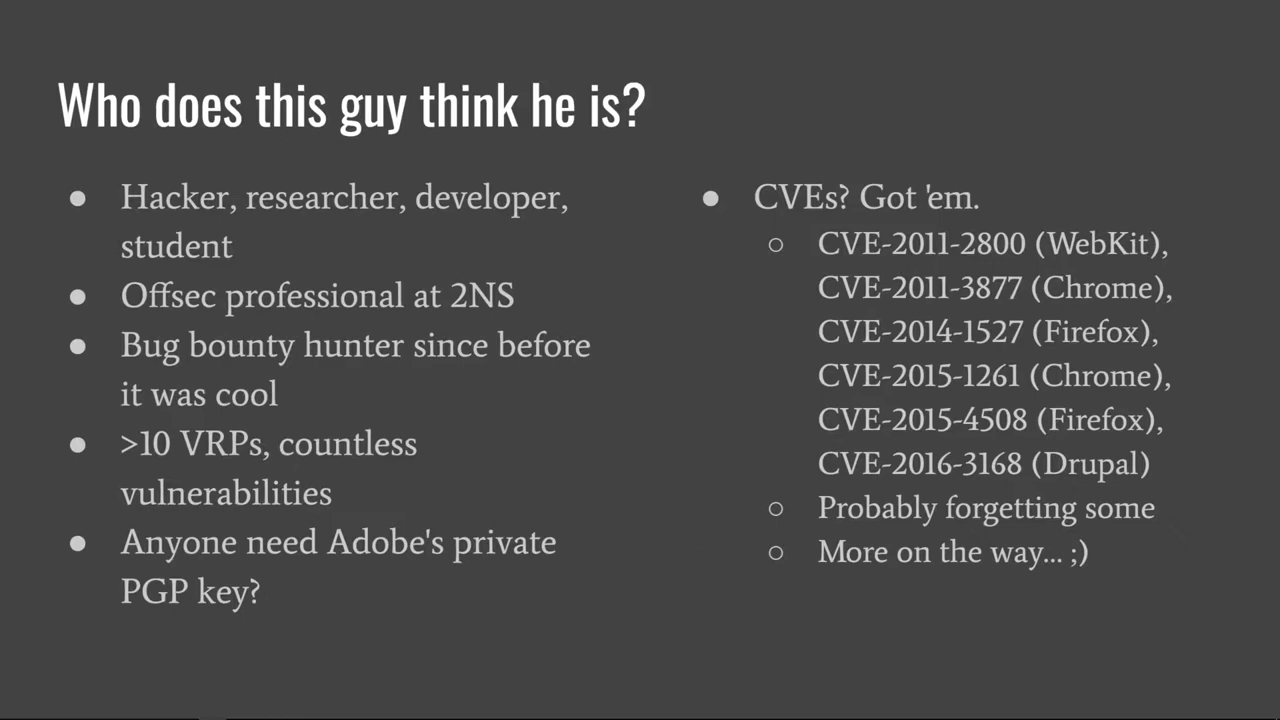 Who does this guy think he is?
● Hacker, researcher, developer,
student
● Offsec professional at 2NS
● Bug bounty hunter since before
it was cool
● >10 VRPs, countless
vulnerabilities
● Anyone need Adobe's private
PGP key?
● CVEs? Got 'em.
○ CVE-2011-2800 (WebKit),
CVE-2011-3877 (Chrome),
CVE-2014-1527 (Firefox),
CVE-2015-1261 (Chrome),
CVE-2015-4508 (Firefox),
CVE-2016-3168 (Drupal)
○ Probably forgetting some
○ More on the way... ;)